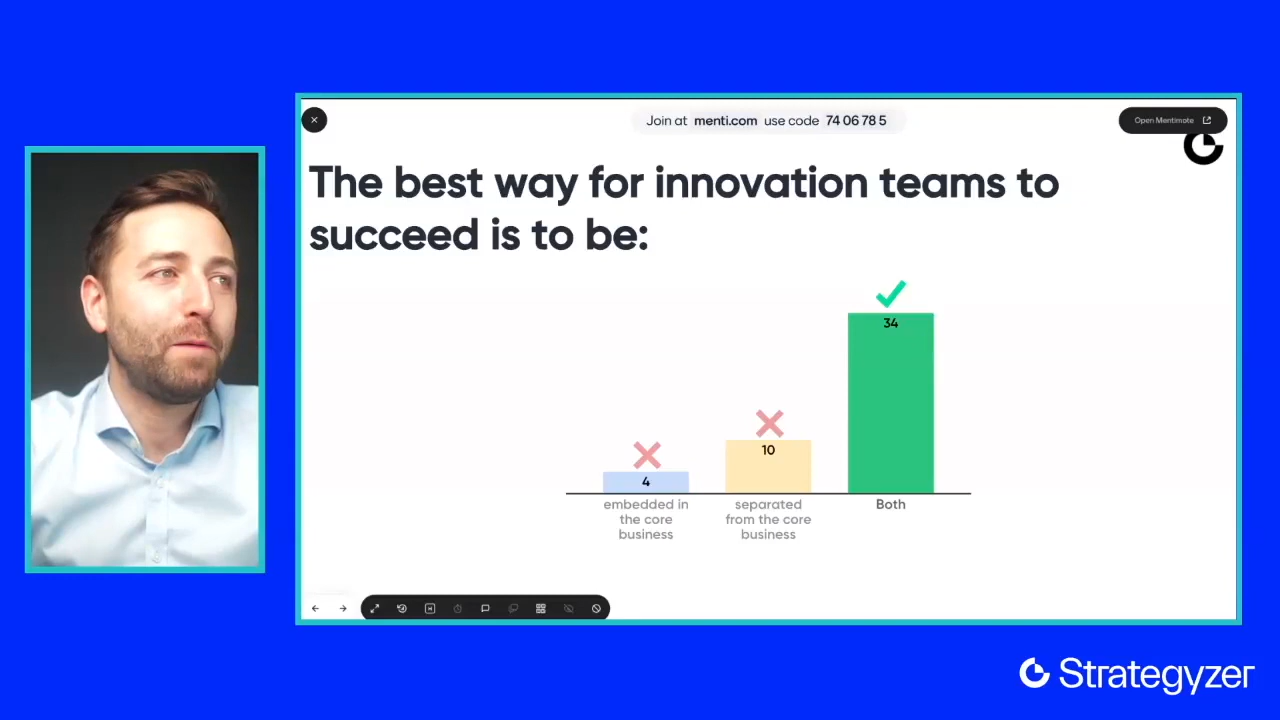 Join at menti.com use code 74 06 78 5
Open Mentimote
The best way for innovation teams to
succeed is to be:
34
10
4
embedded in
the core
business
separated
from the core
business
Both
Strategyzer